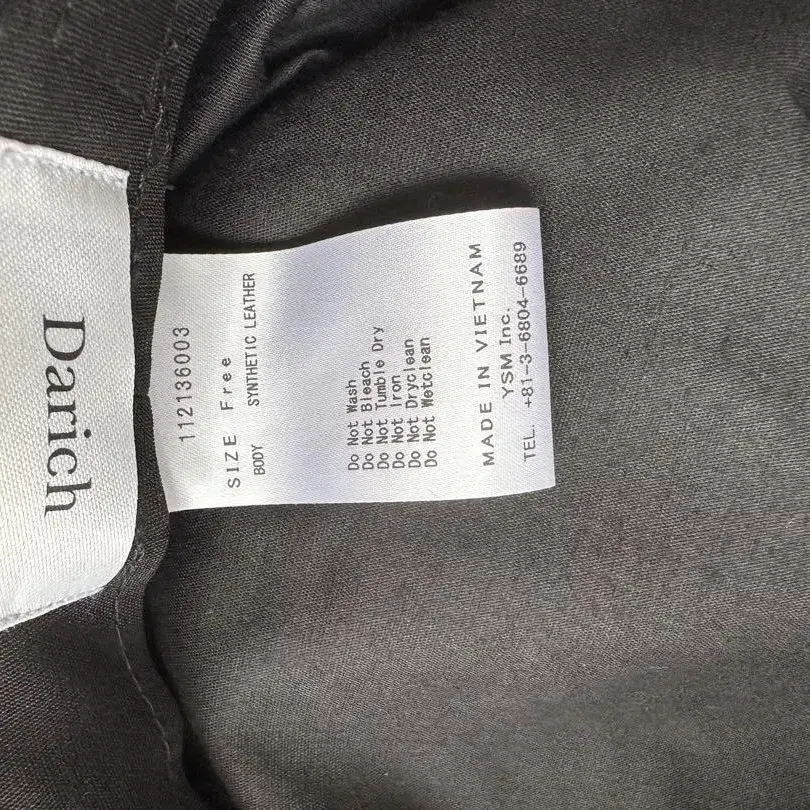 Darich
112136003
SIZE Free
BODY SYNTHETIC LEATHER
Do Not Wash
Do Not Bleach
Do Not Tumble Dry
Do Not Iron
Do Not Dryclean
Do Not Wetclean
MADE IN VIETNAM
YSM Inc.
TEL. +81-3-6804-6689